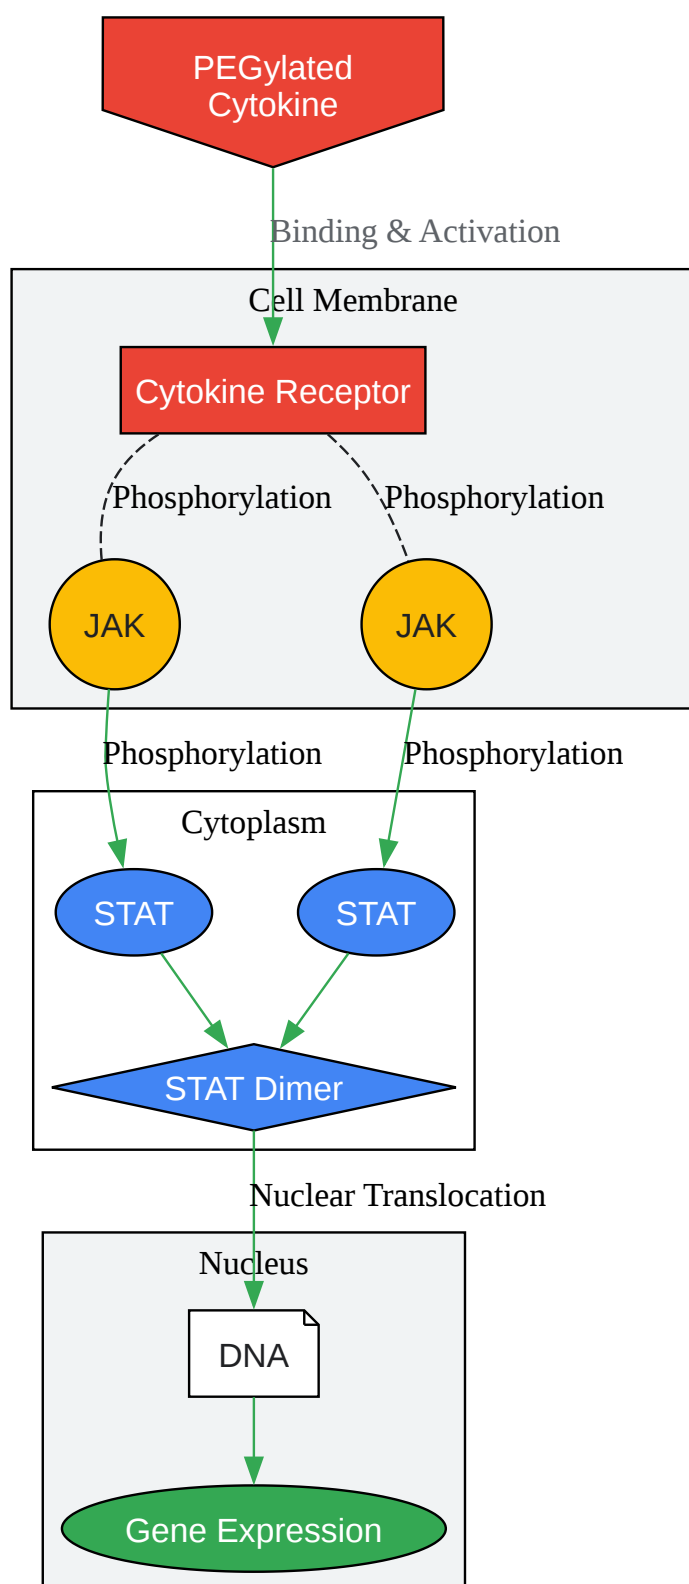 PEGylated
Cytokine
Binding & Activation
Cell Membrane
Cytokine Receptor
Phosphorylation
Phosphorylation
JAK
JAK
Phosphorylation
Phosphorylation
Cytoplasm
STAT
STAT
STAT Dimer
Nuclear Translocation
Nucleus
DNA
Gene Expression